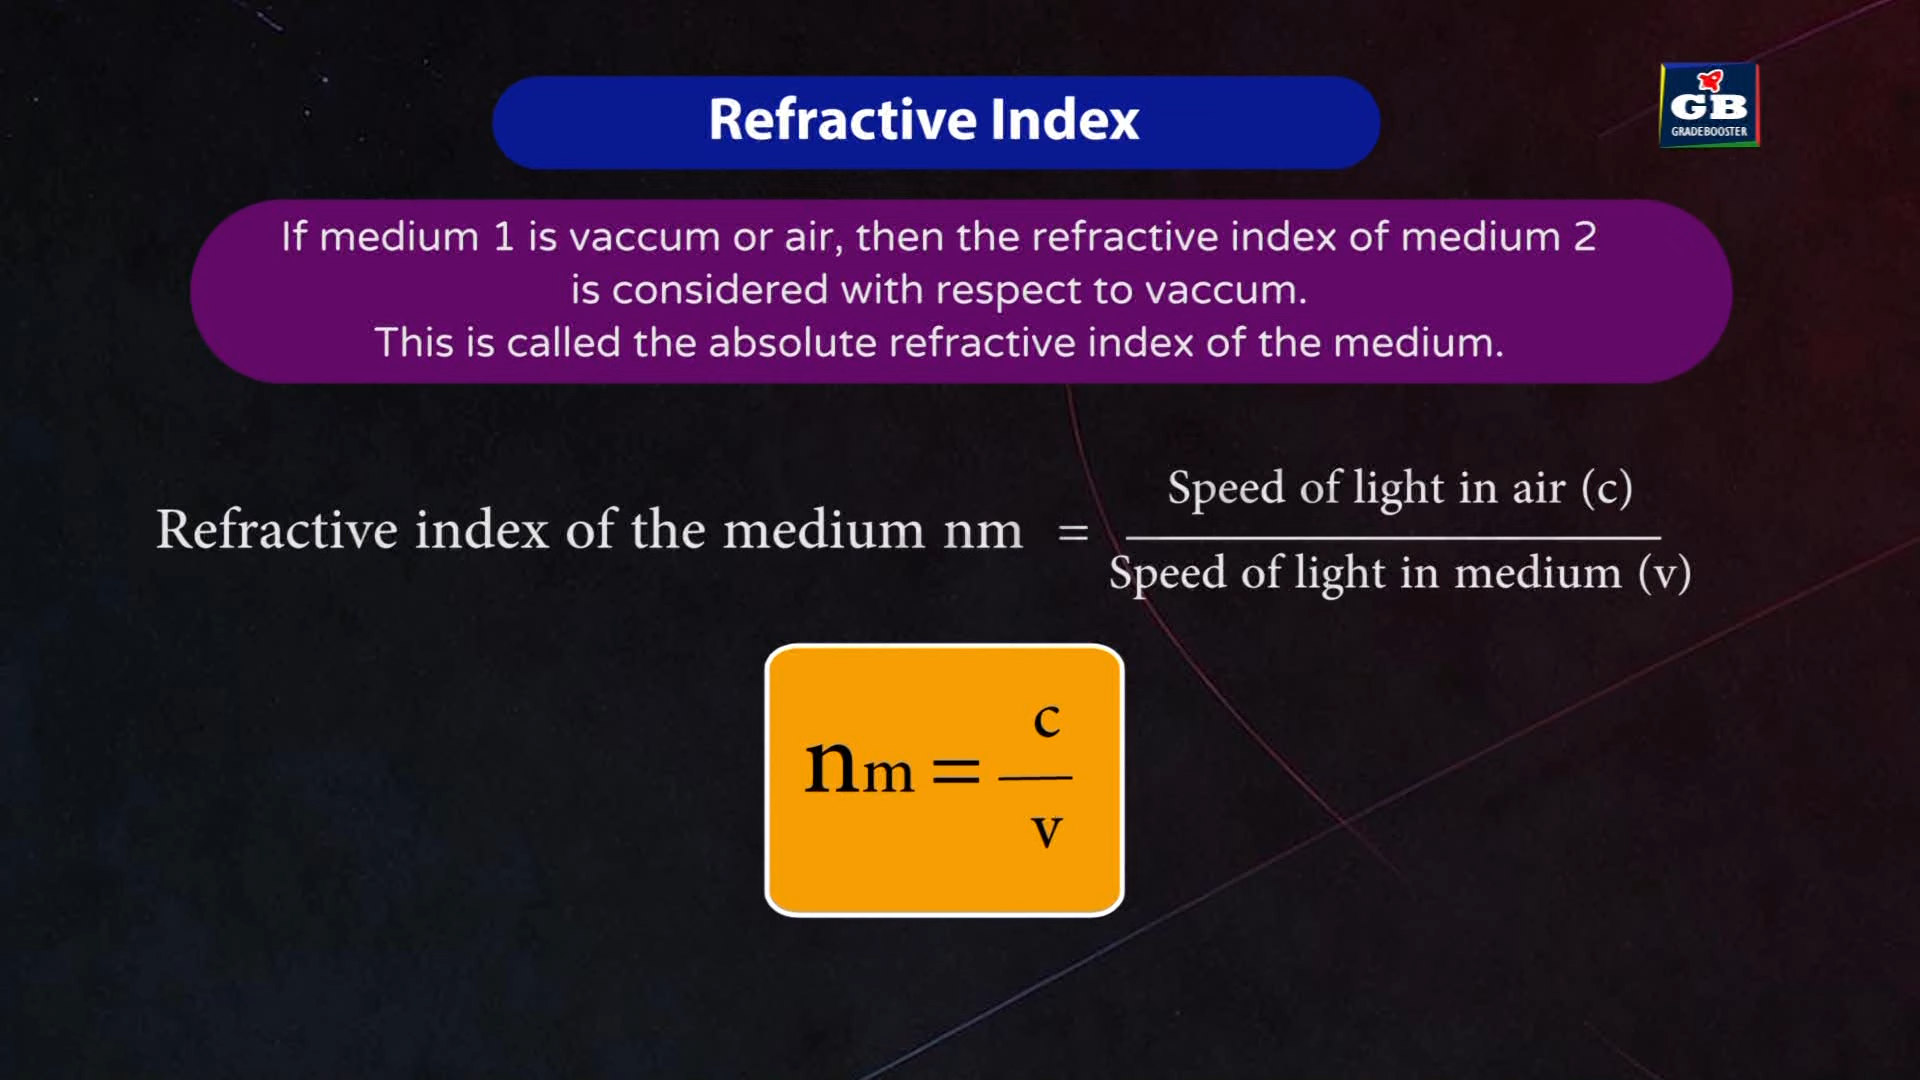 Refractive Index
GB
GRADEBOOSTER
If medium 1 is vaccum or air, then the refractive index of medium 2
is considered with respect to vaccum.
This is called the absolute refractive index of the medium.
Speed of light in air (c)
Refractive index of the medium nm =
Speed of light in medium (v)
c
nm =
v